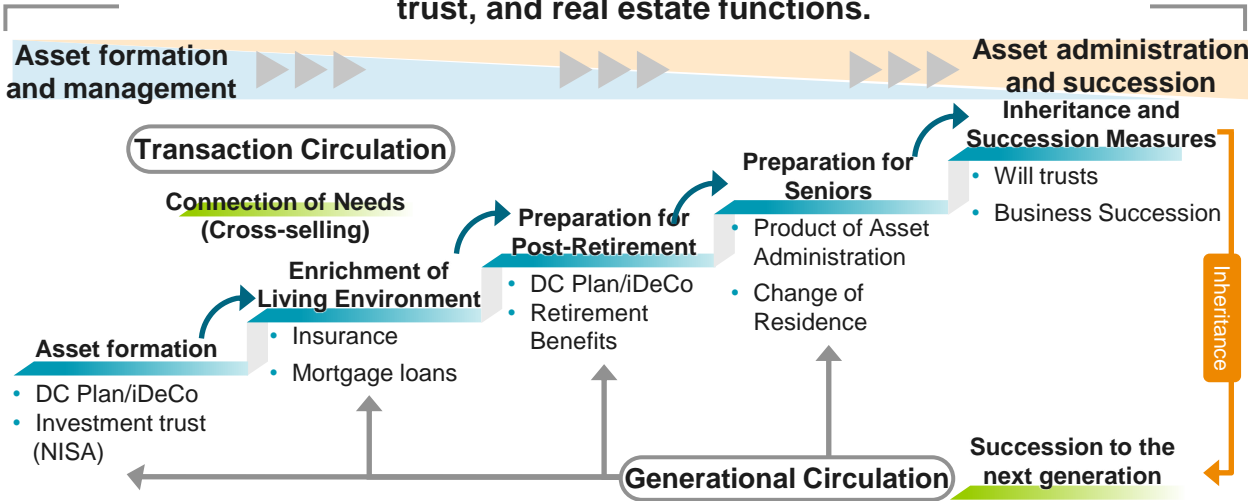 trust, and real estate functions.
Asset formation
and management
Asset administration
and succession
Transaction Circulation
Connection of Needs
(Cross-selling)
Asset formation
• DC Plan/iDeCo
• Investment trust
(NISA)
Enrichment of
Living Environment
• Insurance
• Mortgage loans
Preparation for
Post-Retirement
• DC Plan/iDeCo
• Retirement
Benefits
Preparation for
Seniors
• Product of Asset
Administration
• Change of
Residence
Inheritance and
Succession Measures
• Will trusts
• Business Succession
Inheritance
Generational Circulation
Succession to the
next generation